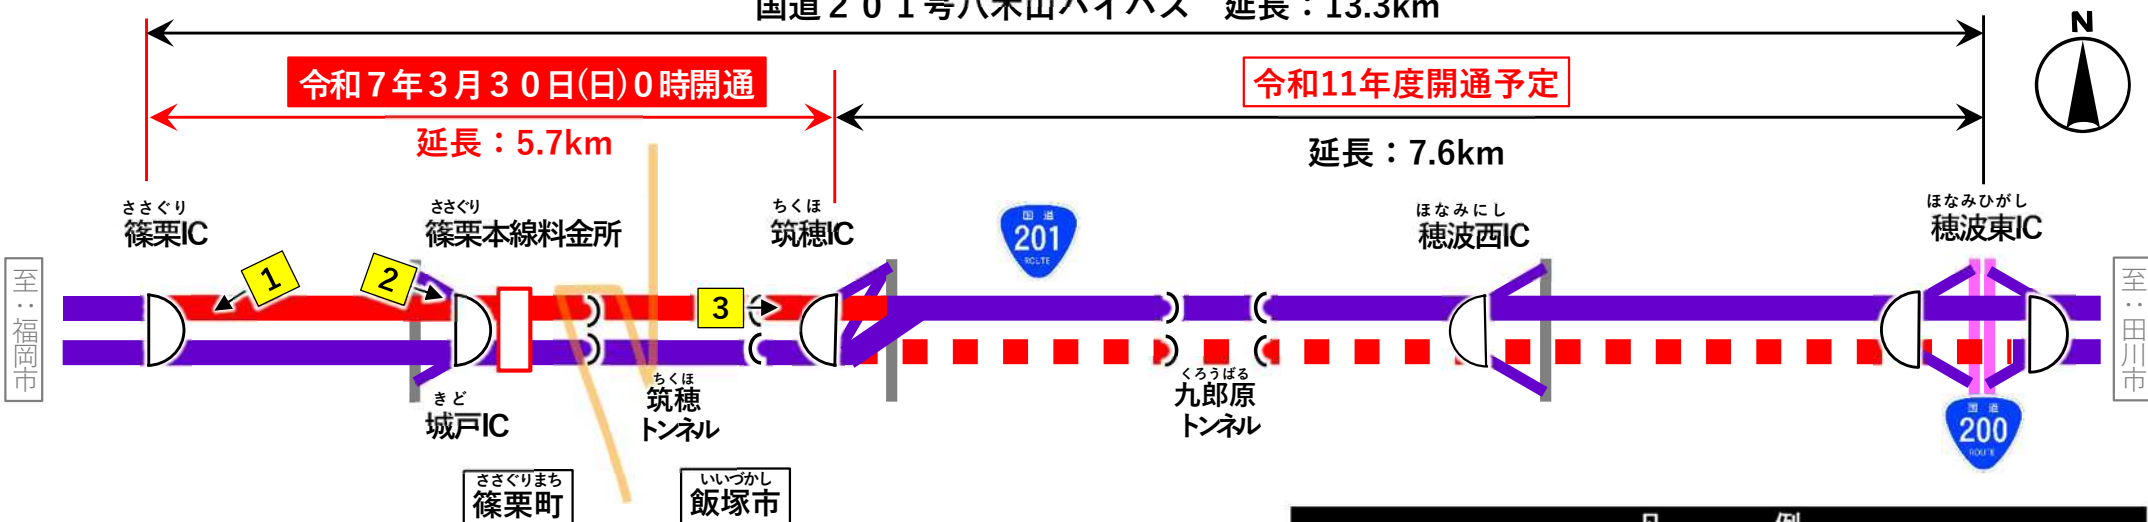 国道２０１号八木山バイパス 延長：13.3km
N
令和７年３月３０日(日)０時開通
令和11年度開通予定
延長：5.7km
延長：7.6km
ささぐり
篠栗IC
ささぐり
篠栗本線料金所
ちくほ
筑穂IC
国道
201
ROUTE
ほなみにし
穂波西IC
ほなみひがし
穂波東IC
至：福岡市
1
2
3
至：田川市
きど
城戸IC
ちくほ
筑穂
トンネル
くろうばる
九郎原
トンネル
国道
200
ROUTE
ささぐりまち
篠栗町
いいづかし
飯塚市
凡例